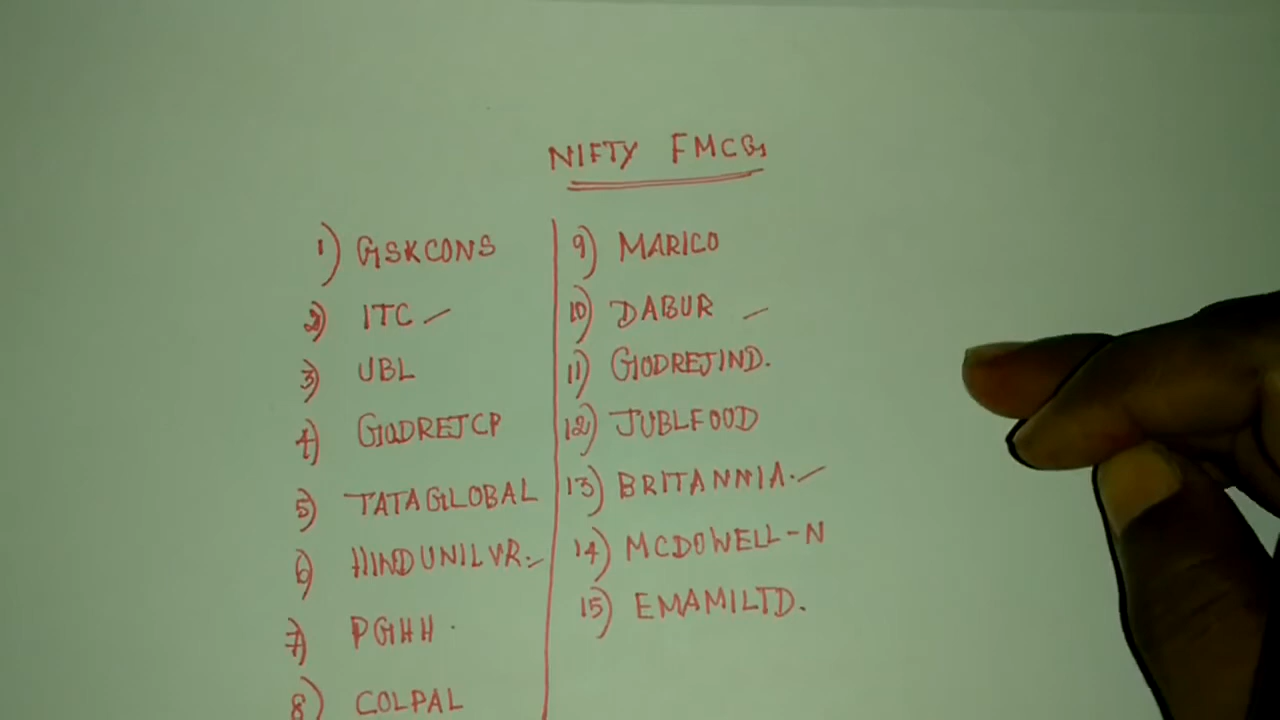 NIFTY FMCG
1) GSKCONS
2) ITC
3) UBL
4) GODREJCP
5) TATAGLOBAL
6) HINDUNILVR.
7) PGHH.
8) COLPAL
9) MARICO
10) DABUR
11) GODREJIND.
12) JUBLFOOD
13) BRITANNIA.
14) MCDOWELL-N
15) EMAMILTD.